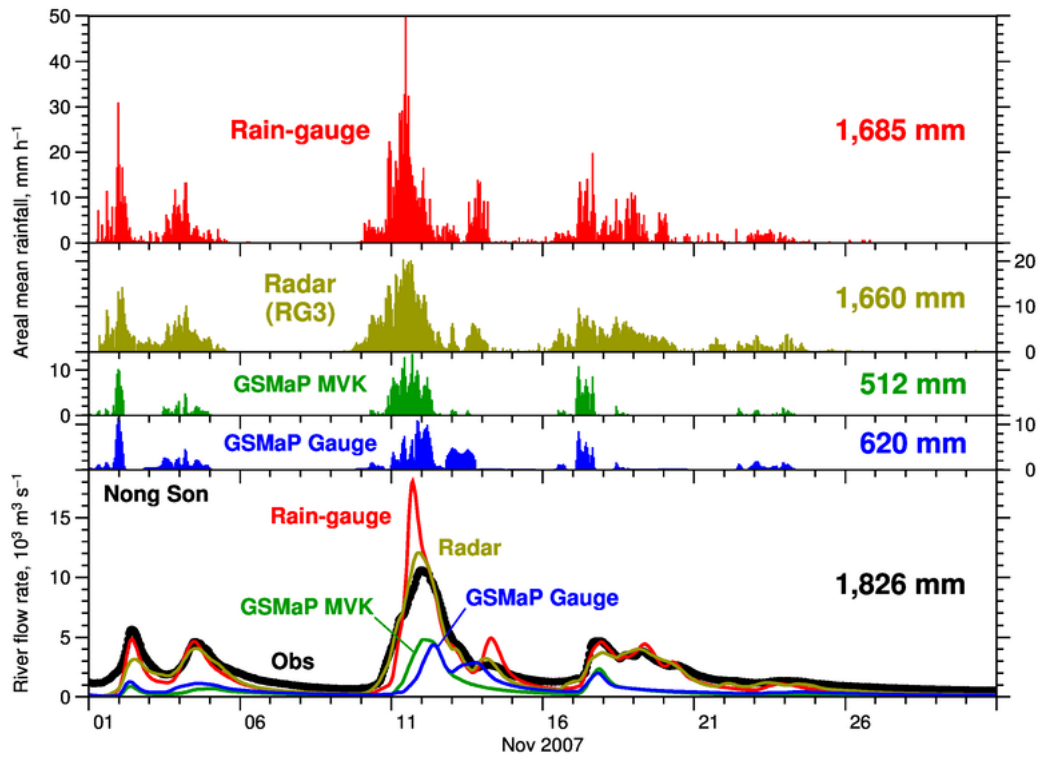 50
40
30
20
10
0
Areal mean rainfall, mm h⁻¹
Rain-gauge
1,685 mm
Radar
(RG3)
1,660 mm
20
10
0
10
0
GSMaP MVK
512 mm
GSMaP Gauge
620 mm
10
0
Nong Son
Rain-gauge
Radar
GSMaP MVK
GSMaP Gauge
Obs
1,826 mm
15
10
5
0
River flow rate, 10³ m³ s⁻¹
01 06 11 16 21 26
Nov 2007